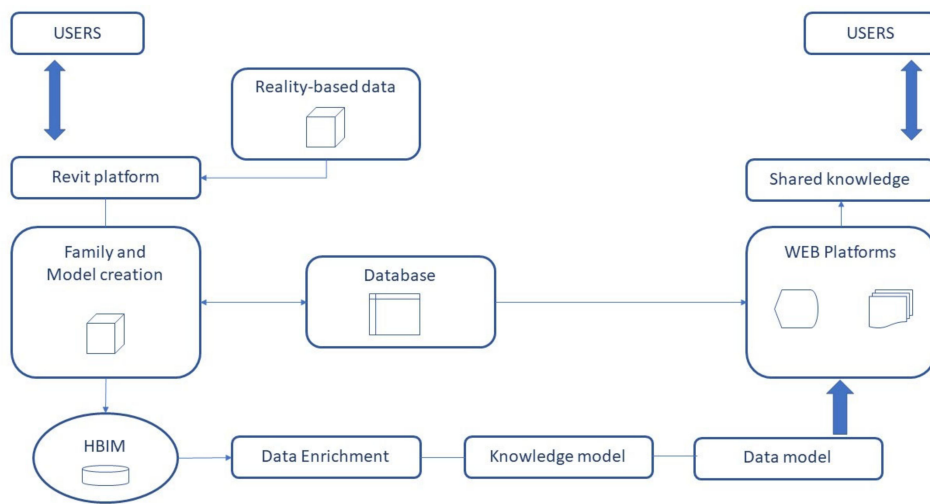 USERS
USERS
Reality-based data
Revit platform
Shared knowledge
Family and
Model creation
Database
WEB Platforms
HBIM
Data Enrichment
Knowledge model
Data model